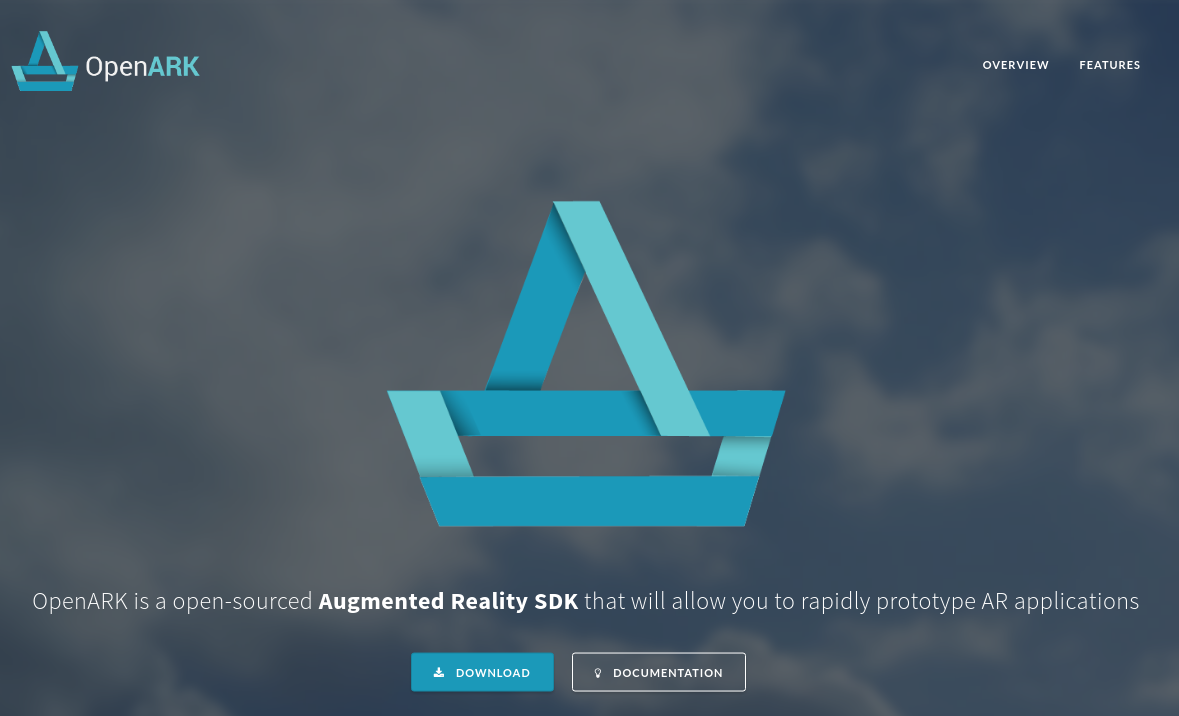 OpenARK
OVERVIEW
FEATURES
OpenARK is a open-sourced Augmented Reality SDK that will allow you to rapidly prototype AR applications
DOWNLOAD
DOCUMENTATION